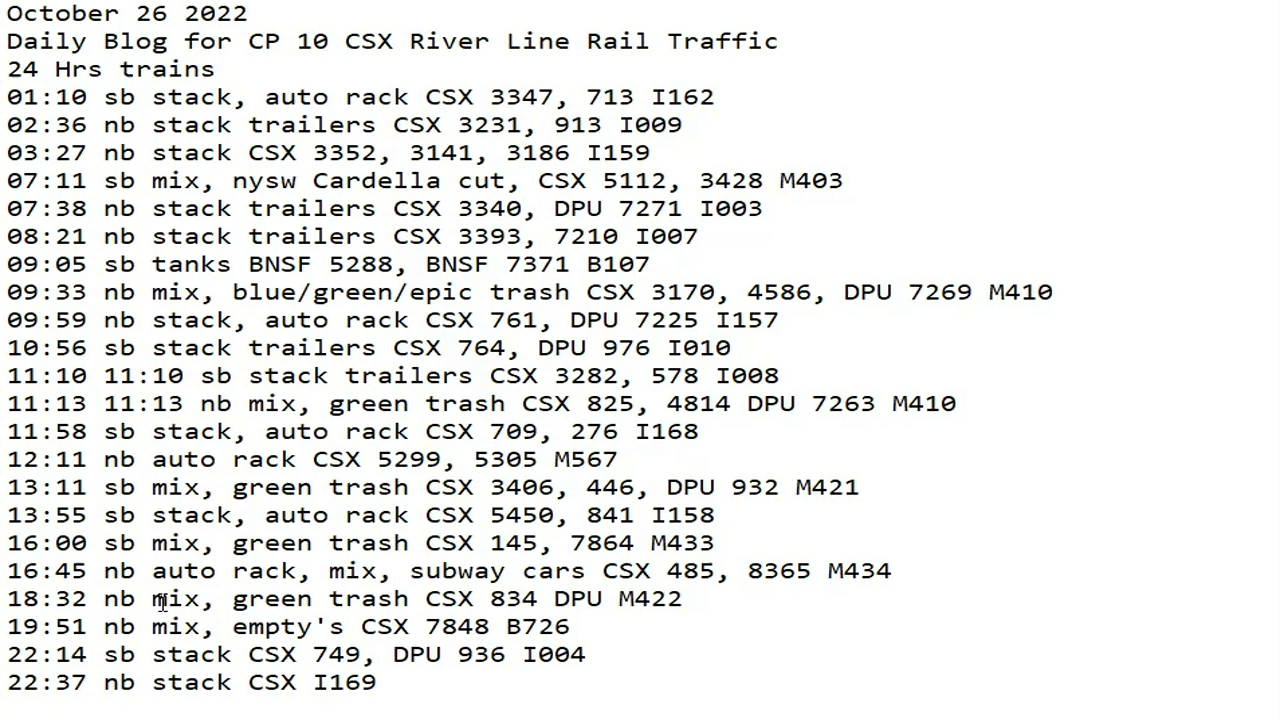 October 26 2022
Daily Blog for CP 10 CSX River Line Rail Traffic
24 Hrs trains
01:10 sb stack, auto rack CSX 3347, 713 I162
02:36 nb stack trailers CSX 3231, 913 I009
03:27 nb stack CSX 3352, 3141, 3186 I159
07:11 sb mix, nysw Cardella cut, CSX 5112, 3428 M403
07:38 nb stack trailers CSX 3340, DPU 7271 I003
08:21 nb stack trailers CSX 3393, 7210 I007
09:05 sb tanks BNSF 5288, BNSF 7371 B107
09:33 nb mix, blue/green/epic trash CSX 3170, 4586, DPU 7269 M410
09:59 nb stack, auto rack CSX 761, DPU 7225 I157
10:56 sb stack trailers CSX 764, DPU 976 I010
11:10 11:10 sb stack trailers CSX 3282, 578 I008
11:13 11:13 nb mix, green trash CSX 825, 4814 DPU 7263 M410
11:58 sb stack, auto rack CSX 709, 276 I168
12:11 nb auto rack CSX 5299, 5305 M567
13:11 sb mix, green trash CSX 3406, 446, DPU 932 M421
13:55 sb stack, auto rack CSX 5450, 841 I158
16:00 sb mix, green trash CSX 145, 7864 M433
16:45 nb auto rack, mix, subway cars CSX 485, 8365 M434
18:32 nb mix, green trash CSX 834 DPU M422
19:51 nb mix, empty's CSX 7848 B726
22:14 sb stack CSX 749, DPU 936 I004
22:37 nb stack CSX I169